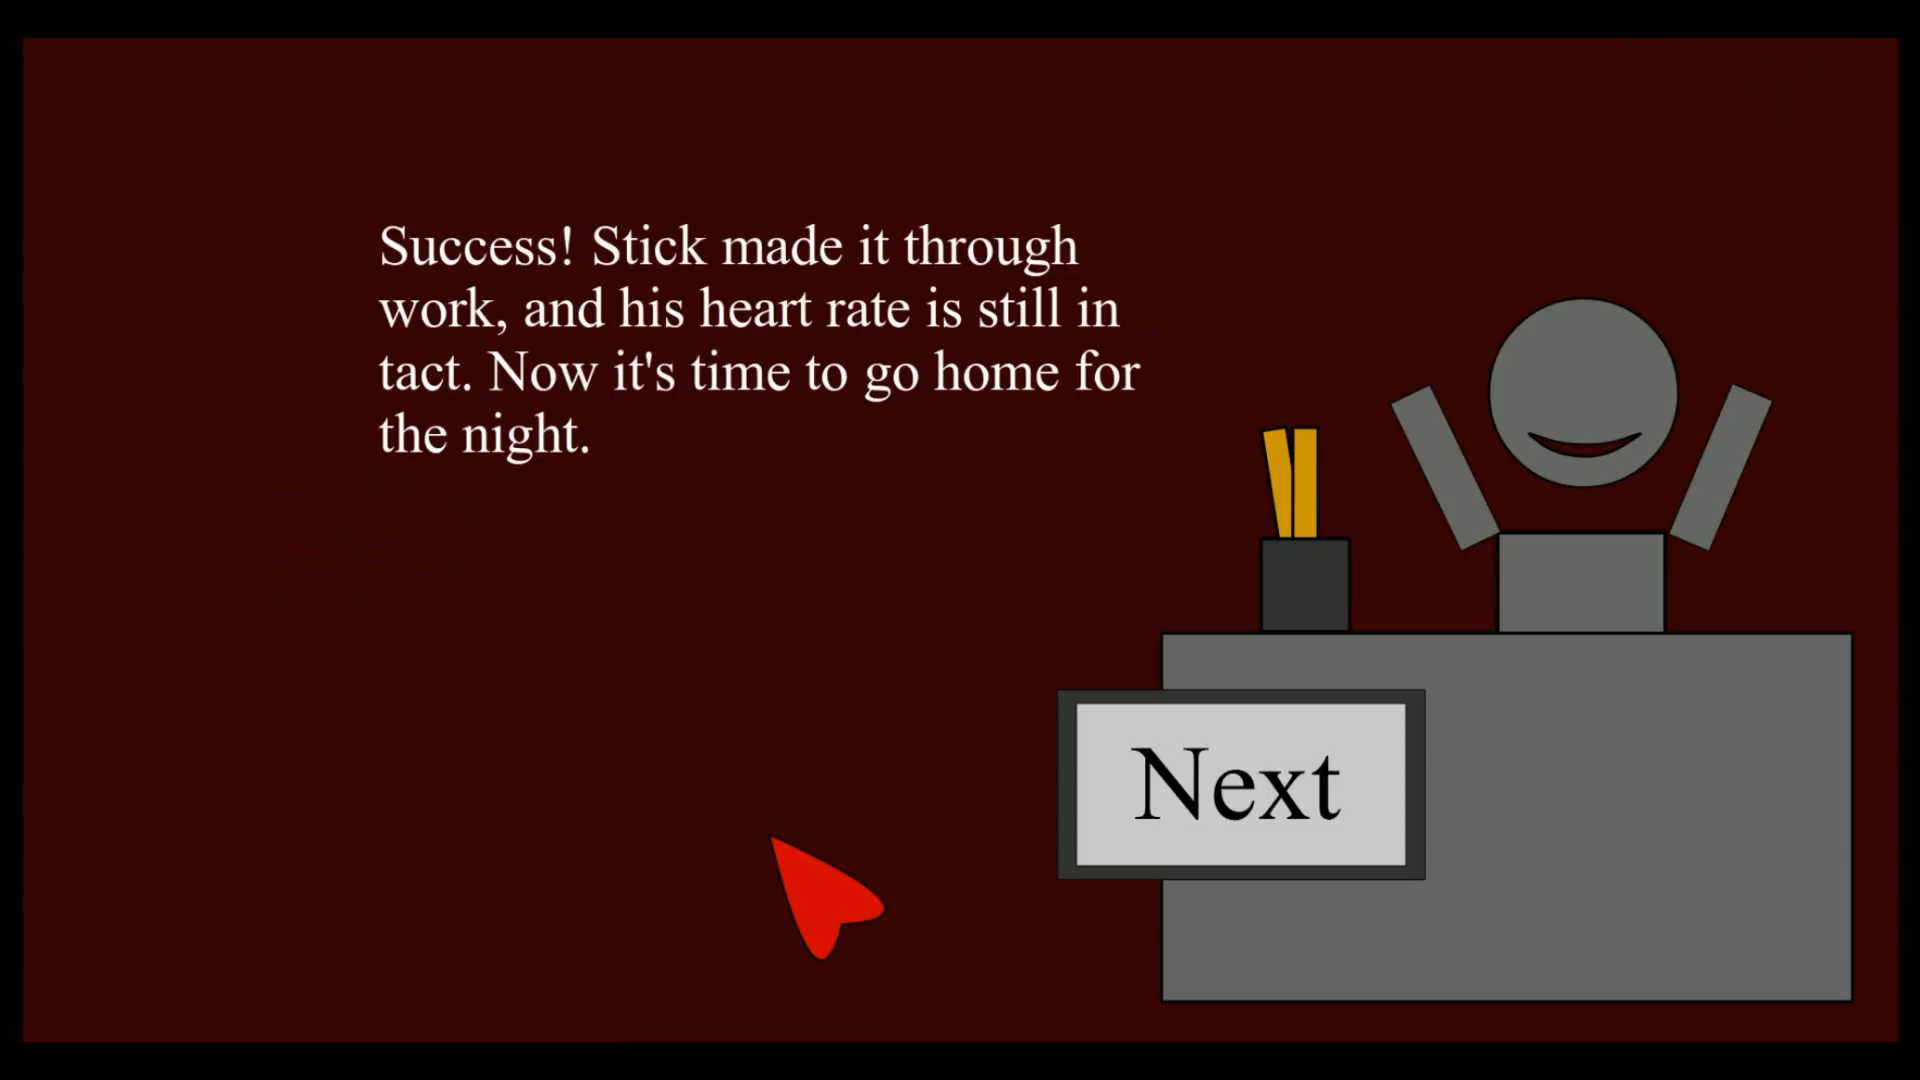 Success! Stick made it through
work, and his heart rate is still in
tact. Now it's time to go home for
the night.
Next